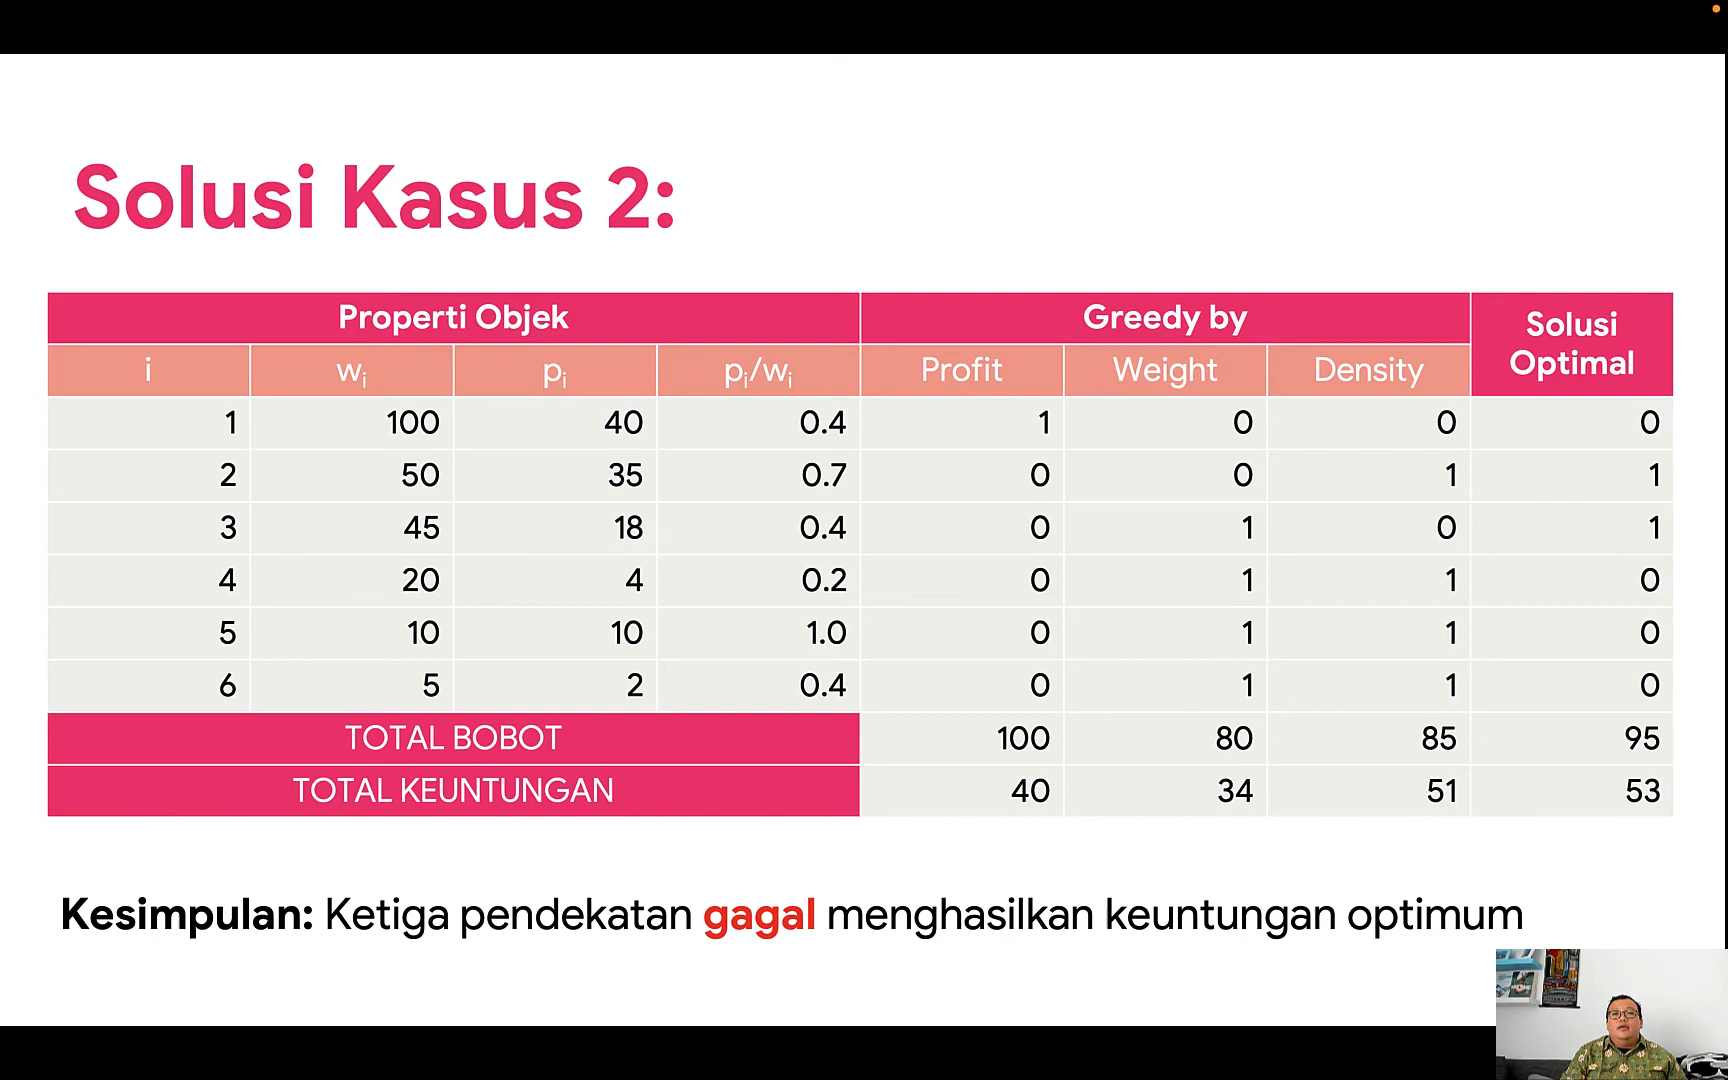 Solusi Kasus 2:
Properti Objek Greedy by Solusi Optimal
i wᵢ pᵢ pᵢ/wᵢ Profit Weight Density
1 100 40 0.4 1 0 0 0
2 50 35 0.7 0 0 1 1
3 45 18 0.4 0 1 0 1
4 20 4 0.2 0 1 1 0
5 10 10 1.0 0 1 1 0
6 5 2 0.4 0 1 1 0
TOTAL BOBOT 100 80 85 95
TOTAL KEUNTUNGAN 40 34 51 53
Kesimpulan: Ketiga pendekatan gagal menghasilkan keuntungan optimum